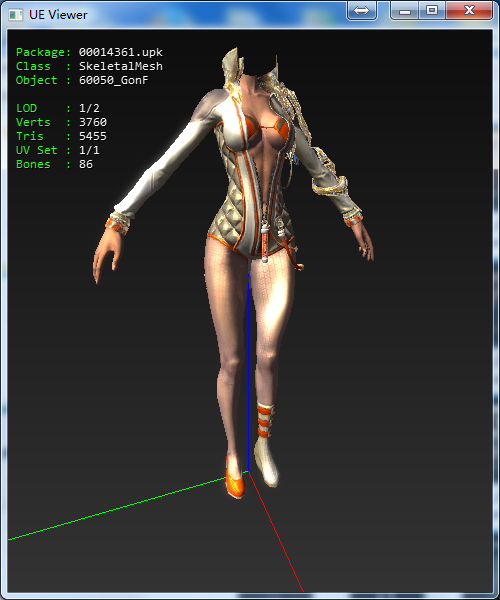 UE Viewer
Package: 00014361.upk
Class : SkeletalMesh
Object : 60050_GonF
LOD : 1/2
Verts : 3760
Tris : 5455
UV Set : 1/1
Bones : 86